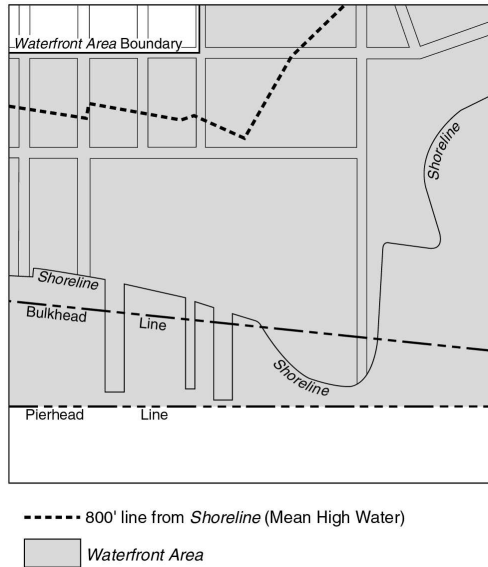 Waterfront Area Boundary
Shoreline
Shoreline
Bulkhead Line
Shoreline
Pierhead Line
800' line from Shoreline (Mean High Water)
Waterfront Area